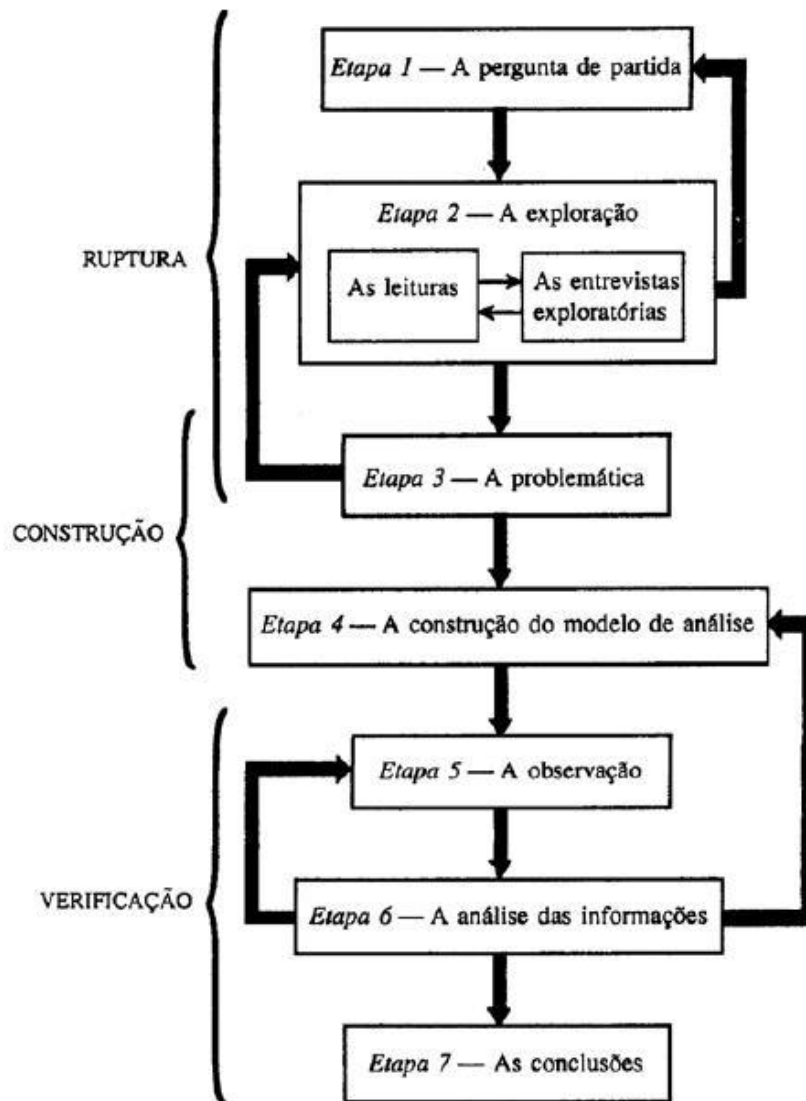 Etapa 1 — A pergunta de partida
Etapa 2 — A exploração
RUPTURA
As leituras
As entrevistas
exploratórias
Etapa 3 — A problemática
CONSTRUÇÃO
Etapa 4 — A construção do modelo de análise
Etapa 5 — A observação
VERIFICAÇÃO
Etapa 6 — A análise das informações
Etapa 7 — As conclusões